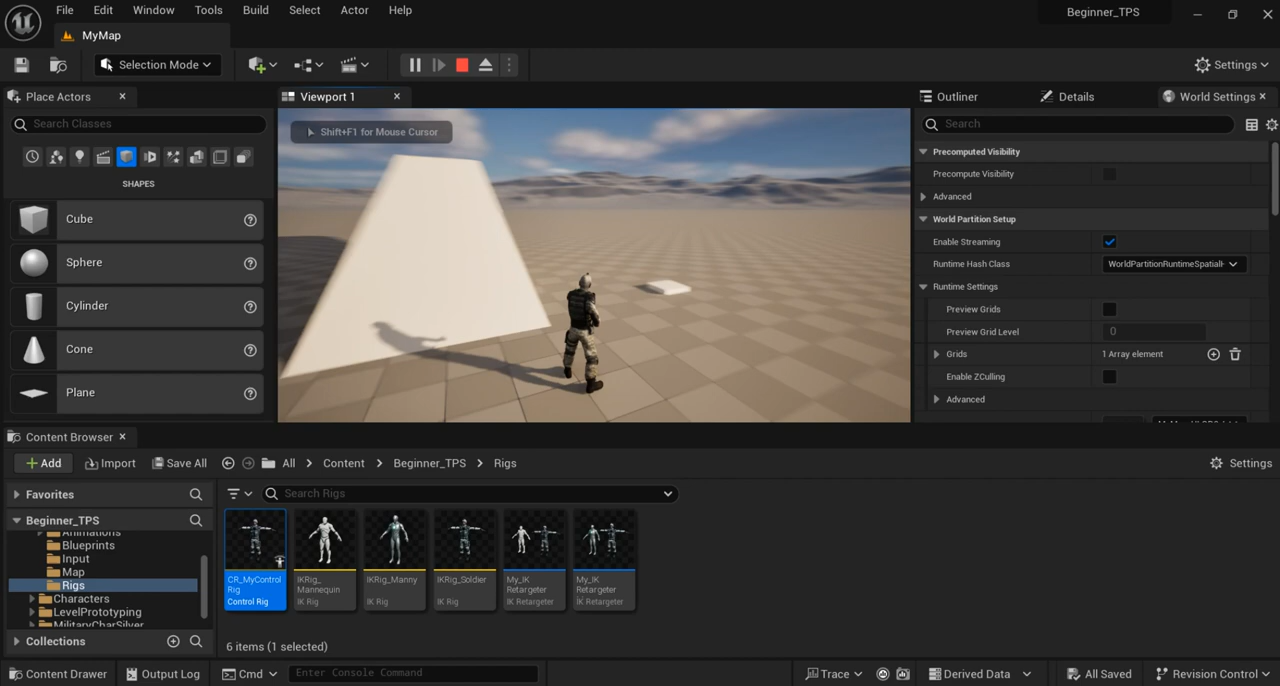 File Edit Window Tools Build Select Actor Help
Beginner_TPS
MyMap
Selection Mode
Settings
Place Actors
Viewport 1
Outliner
Details
World Settings
Search Classes
Shift+F1 for Mouse Cursor
Search
SHAPES
Cube
Sphere
Cylinder
Cone
Plane
Precomputed Visibility
Precompute Visibility
Advanced
World Partition Setup
Enable Streaming
Runtime Hash Class
Runtime Settings
Preview Grids
Preview Grid Level 0
Grids 1 Array element
Enable ZCulling
Advanced
Content Browser
Add Import Save All All > Content > Beginner_TPS > Rigs Settings
Favorites
Search Rigs
Beginner_TPS
Animations
Blueprints
Input
Map
Rigs
Characters
LevelPrototyping
MilitaryCharSilver
Collections
CR_MyControl
Rig
Control Rig
IKRig_
Mannequin
IK Rig
IKRig_Manny
IK Rig
IKRig_Soldier
IK Rig
My_IK
Retargeter
IK Retargeter
My_IK
Retargeter
IK Retargeter
6 items (1 selected)
Content Drawer Output Log Cmd Enter Console Command Trace Derived Data All Saved Revision Control